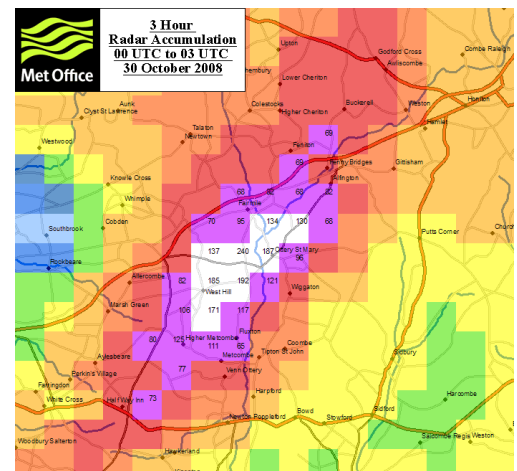 Met Office
3 Hour
Radar Accumulation
00 UTC to 03 UTC
30 October 2008
Upton
Godford Cross
Combe Raleigh
Awliscombe
Lower Cheriton
Aunk
Clyst St Lawrence
Colestocks
Higher Cheriton
Buckerell
Weston
Honiton
Hamlet
Talaton
Newtown
69
Westwood
Feniton
69
Fenny Bridges
Gittisham
Alfington
Knowle Cross
Whimple
68 92 68 82
Fairmile
Cobden
70 95 134 130 68
Southbrook
Putts Corner
137 240 187 Ottery St Mary
96
Rockbeare
Allercombe
82 185 192 121
West Hill
Wiggaton
Marsh Green
106 171 117
80 125 Higher Metcombe
Fluxton
111 65
Coombe
Tipton St John
Aylesbeare
Metcombe
Sidbury
Perkin's Village
77
Venn Ottery
Farringdon
White Cross
73
Half Way Inn
Harpford
Harcombe
Newton Poppleford
Bowd
Stowford
Sidford
Woodbury Salterton
Salcombe Regis
Weston
Hawkerland